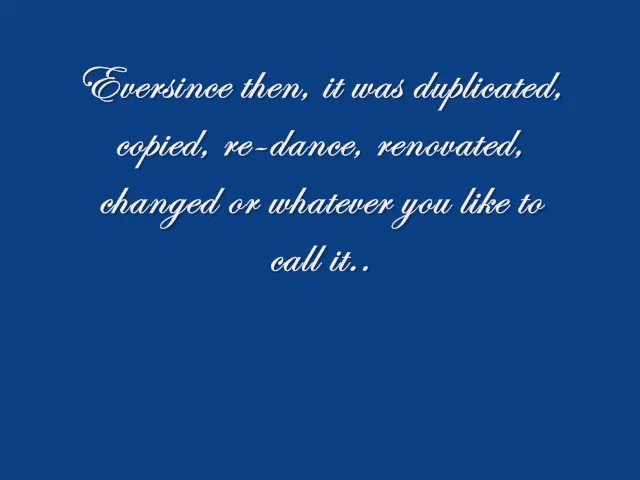 Eversince then, it was duplicated,
copied, re-dance, renovated,
changed or whatever you like to
call it..